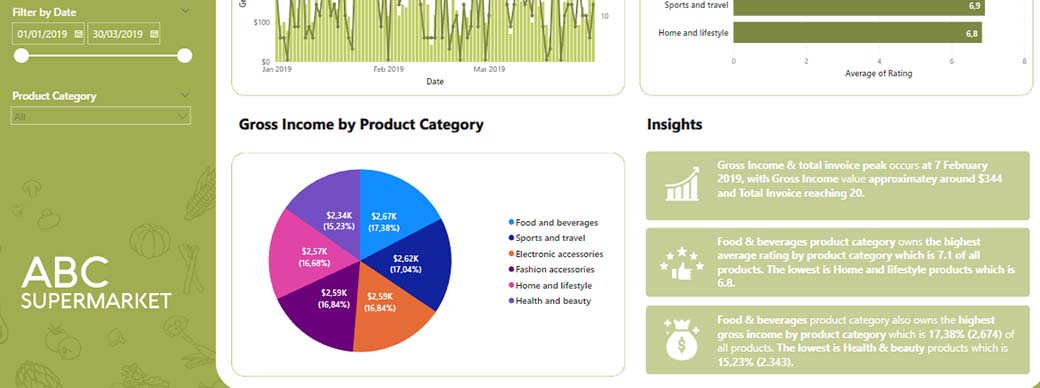 Filter by Date
01/01/2019
30/03/2019
Product Category
All
ABC
SUPERMARKET
$100
$0
10
Jan 2019
Feb 2019
Mar 2019
Date
Sports and travel
6,9
Home and lifestyle
6,8
0
2
4
6
8
Average of Rating
Gross Income by Product Category
$2,67K
(17,38%)
$2,62K
(17,04%)
$2,59K
(16,84%)
$2,59K
(16,84%)
$2,57K
(16,68%)
$2,34K
(15,23%)
Food and beverages
Sports and travel
Electronic accessories
Fashion accessories
Home and lifestyle
Health and beauty
Insights
Gross Income & total invoice peak occurs at 7 February
2019, with Gross Income value approximatey around $344
and Total Invoice reaching 20.
Food & beverages product category owns the highest
average rating by product category which is 7.1 of all
products. The lowest is Home and lifestyle products which is
6.8.
Food & beverages product category also owns the highest
gross income by product category which is 17,38% (2,674) of
all products. The lowest is Health & beauty products which is
15,23% (2.343).